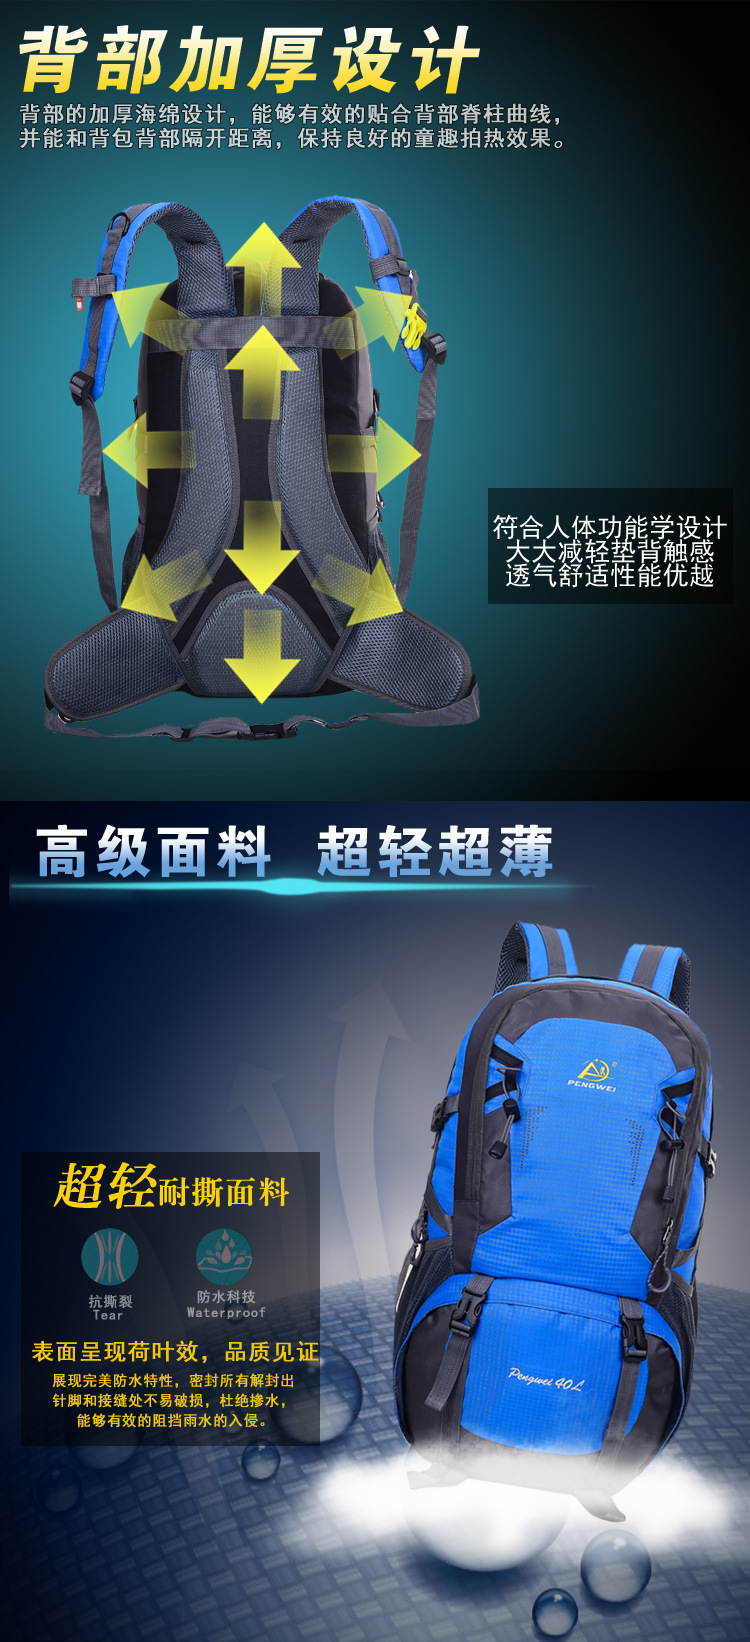 背部加厚设计
背部的加厚海绵设计，能够有效的贴合背部脊柱曲线，
并能和背包背部隔开距离，保持良好的童趣拍热效果。
符合人体功能学设计
大大减轻垫背触感
透气舒适性能优越
高级面料 超轻超薄
PENGWEI
超轻耐撕面料
抗撕裂
Tear
防水科技
Waterproof
表面呈现荷叶效，品质见证
展现完美防水特性，密封所有解封出
针脚和接缝处不易破损，杜绝掺水，
能够有效的阻挡雨水的入侵。
Pengwei 40L